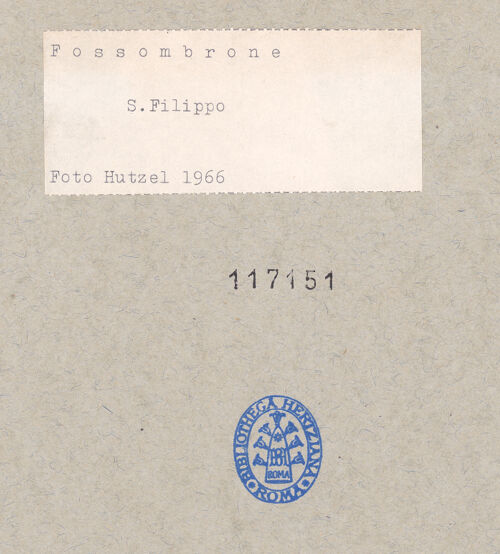 Fossombrone
S.Filippo
Foto Hutzel 1966
117151
BIBLIOTHECA HERTZIANA
ROMA
ROMA